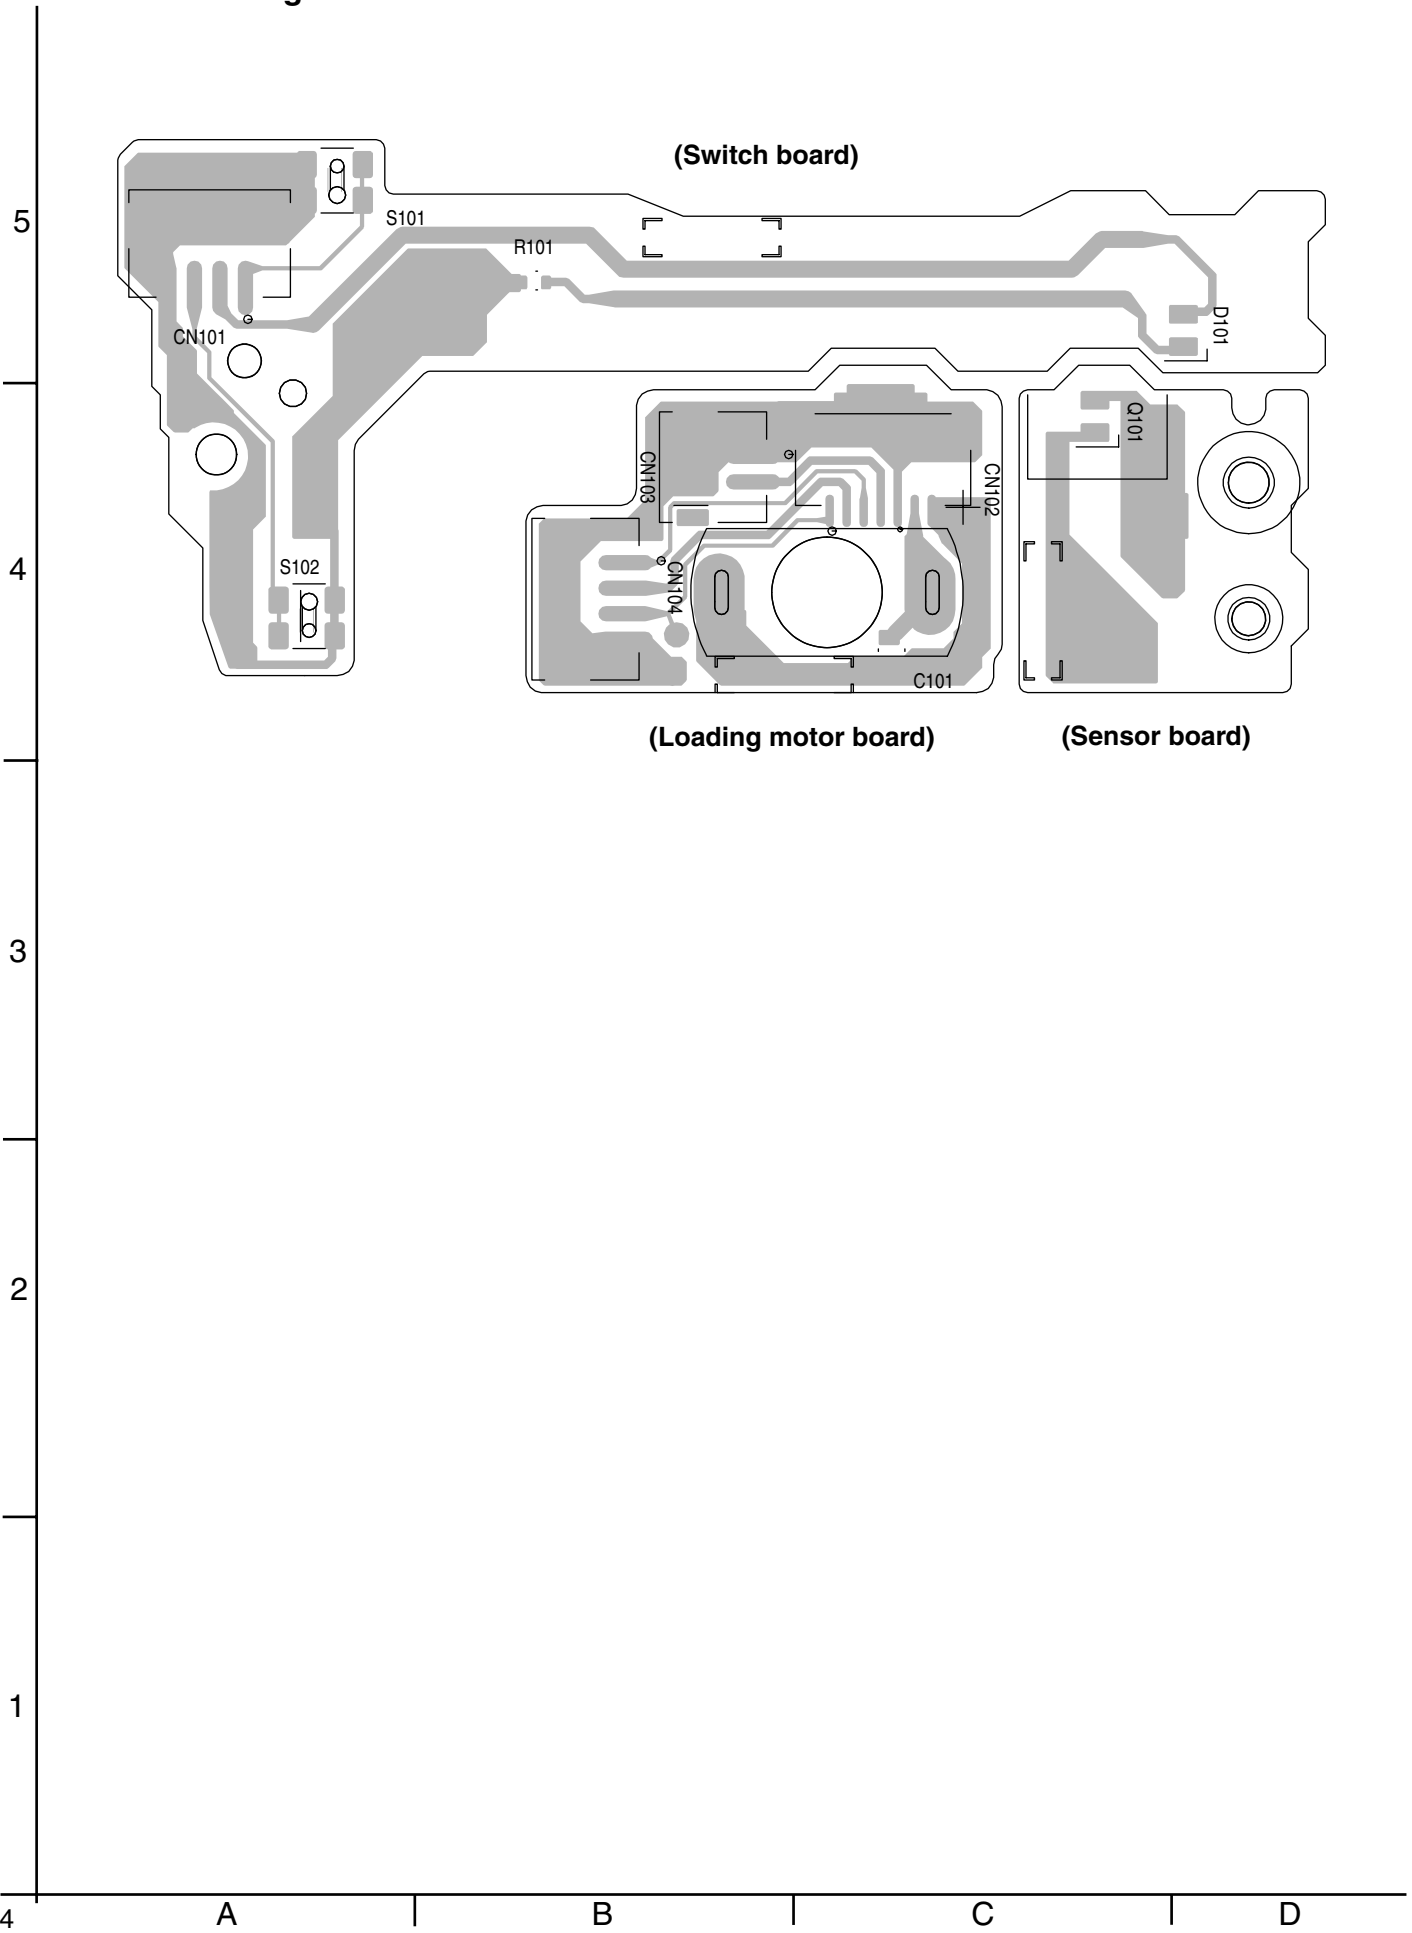 (Switch board)
5
S101
R101
CN101
D101
Q101
CN103
CN102
4
S102
CN104
C101
(Loading motor board)
(Sensor board)
3
2
1
4
A
B
C
D